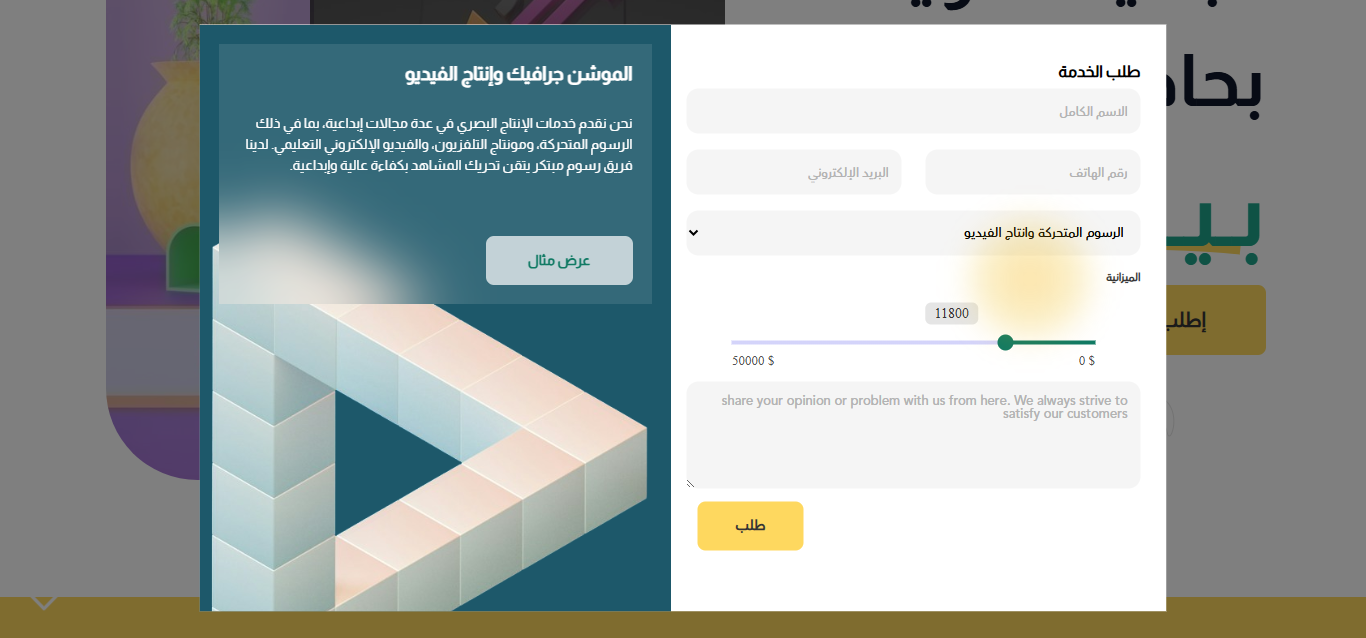 طلب الخدمة
الاسم الكامل
رقم الهاتف
البريد الإلكتروني
الرسوم المتحركة وانتاج الفيديو
الميزانية
11800
0 $
50000 $
share your opinion or problem with us from here. We always strive to
satisfy our customers
طلب
الموشن جرافيك وإنتاج الفيديو
نحن نقدم خدمات الإنتاج البصري في عدة مجالات إبداعية، بما في ذلك
الرسوم المتحركة، ومونتاج التلفزيون، والفيديو الإلكتروني التعليمي. لدينا
فريق رسوم مبتكر يتقن تحريك المشاهد بكفاءة عالية وإبداعية.
عرض مثال